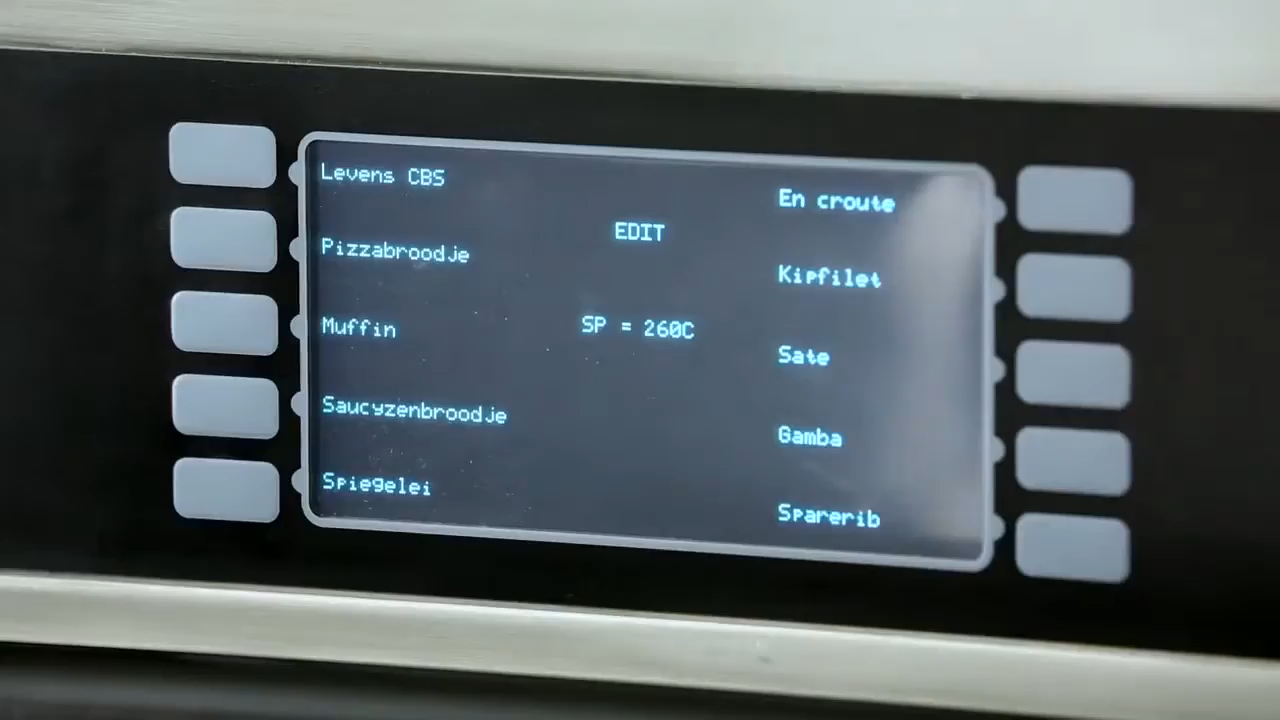 Levens CBS
En croute
EDIT
Pizzabroodje
Kipfilet
Muffin
SP = 260C
Sate
Saucyzenbroodje
Gamba
Spiegelei
Sparerib